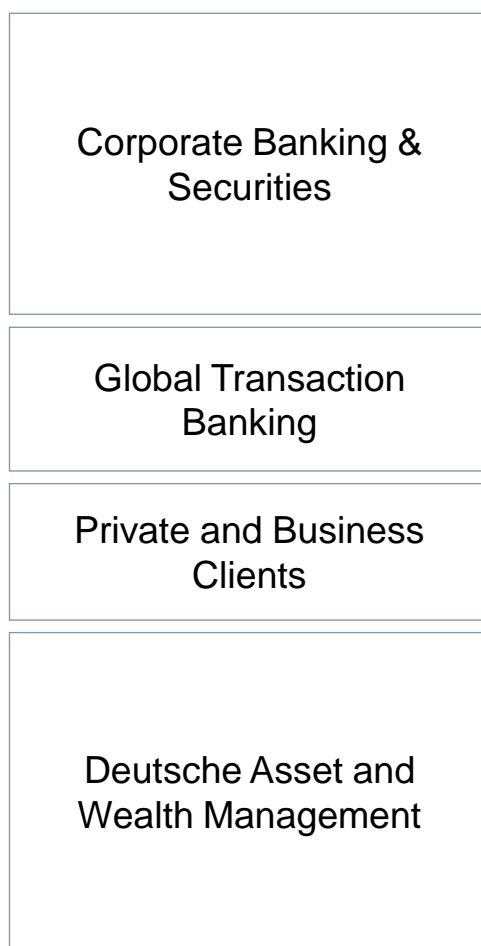 Corporate Banking &
Securities
Global Transaction
Banking
Private and Business
Clients
Deutsche Asset and
Wealth Management